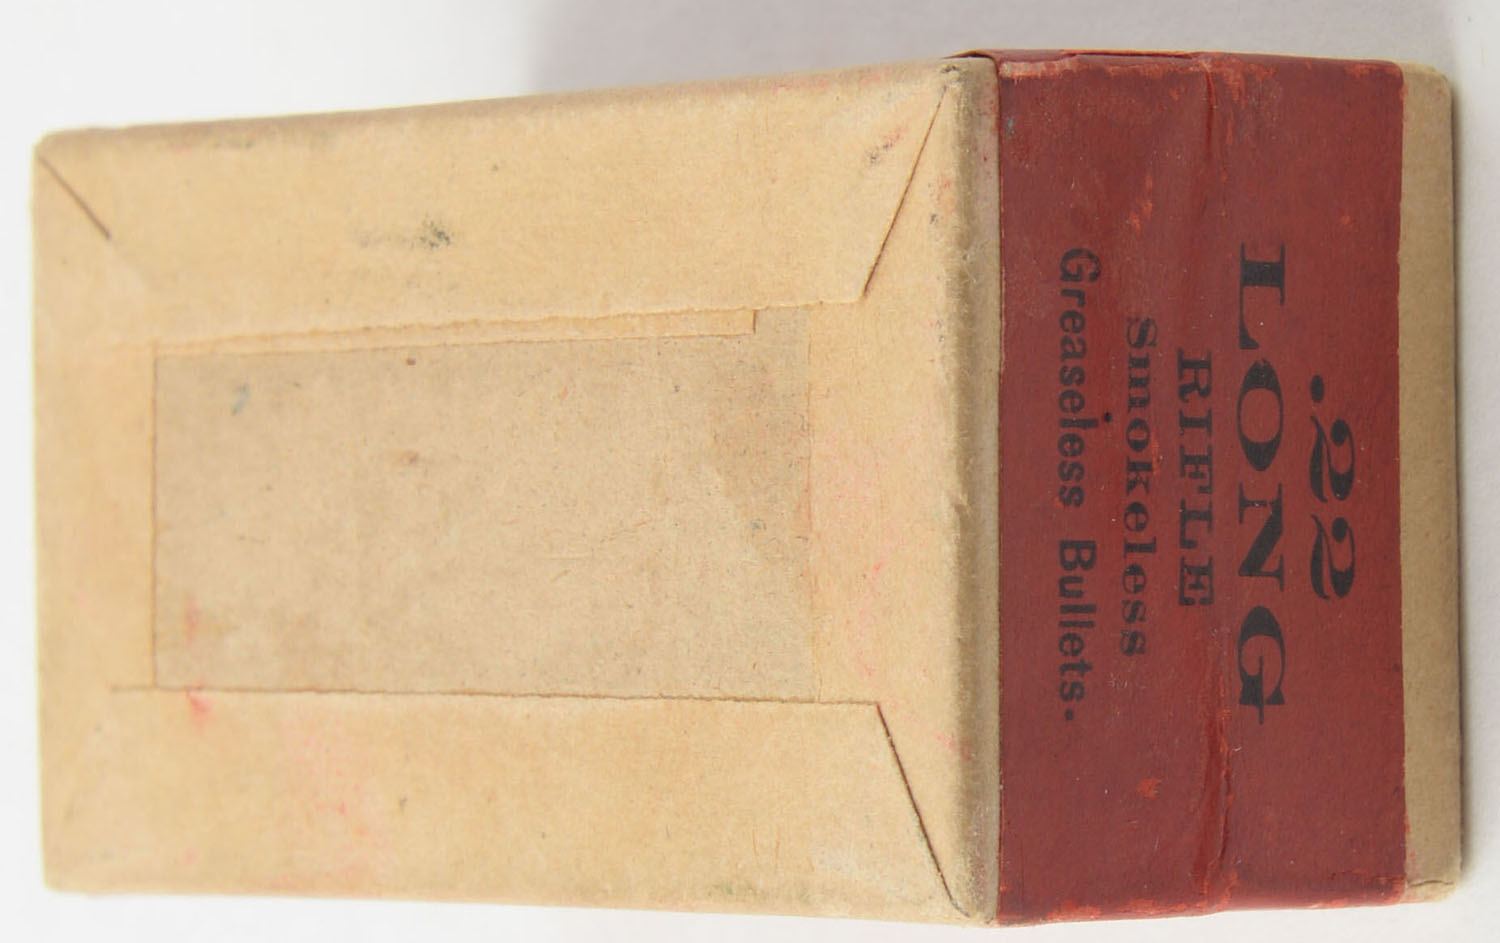 .22
LONG
RIFLE
Smokeless
Greaseless Bullets.